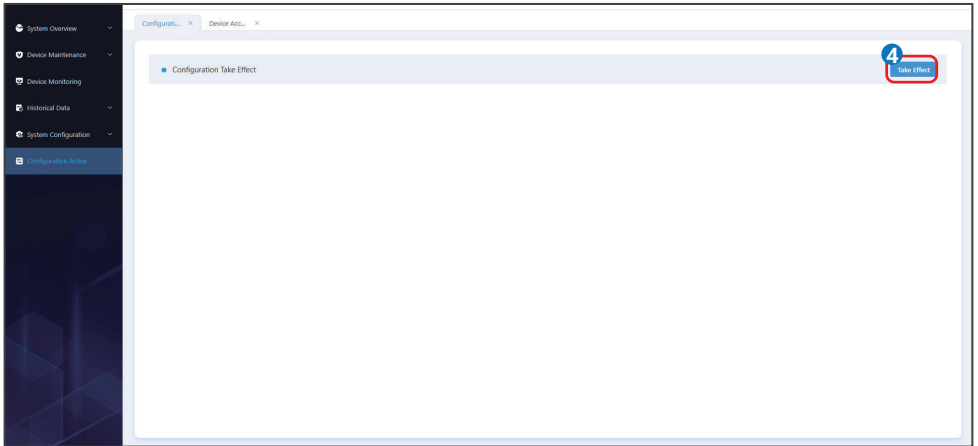 System Overview
Device Maintenance
Device Monitoring
Historical Data
System Configuration
Configuration Active
Configurati...
Device Acc...
Configuration Take Effect
4
Take Effect